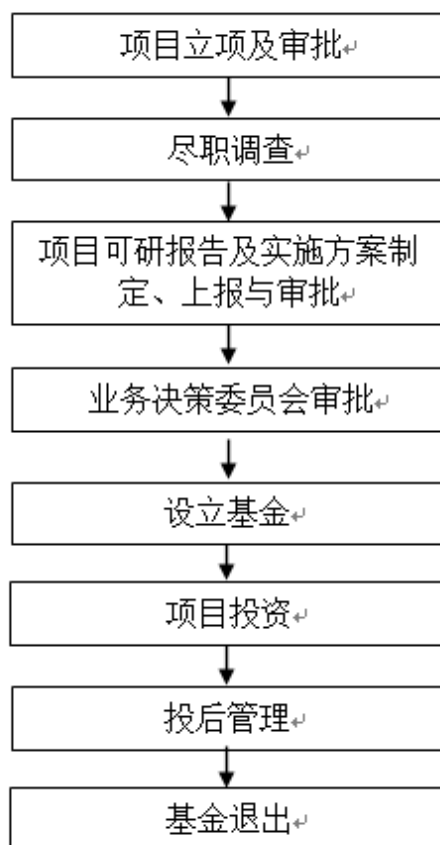 项目立项及审批
尽职调查
项目可研报告及实施方案制
定、上报与审批
业务决策委员会审批
设立基金
项目投资
投后管理
基金退出